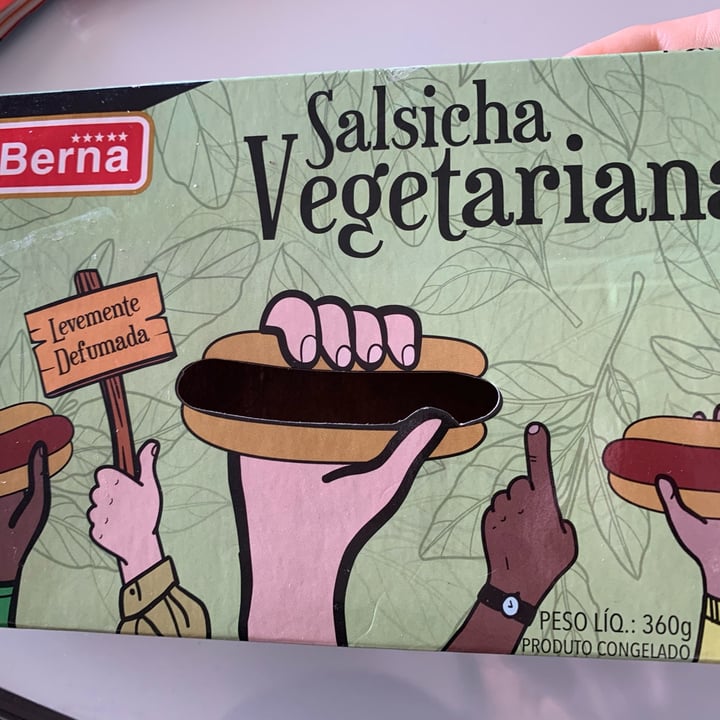 Berna
Salsicha
Vegetariana
Levemente
Defumada
PESO LÍQ.: 360g
PRODUTO CONGELADO